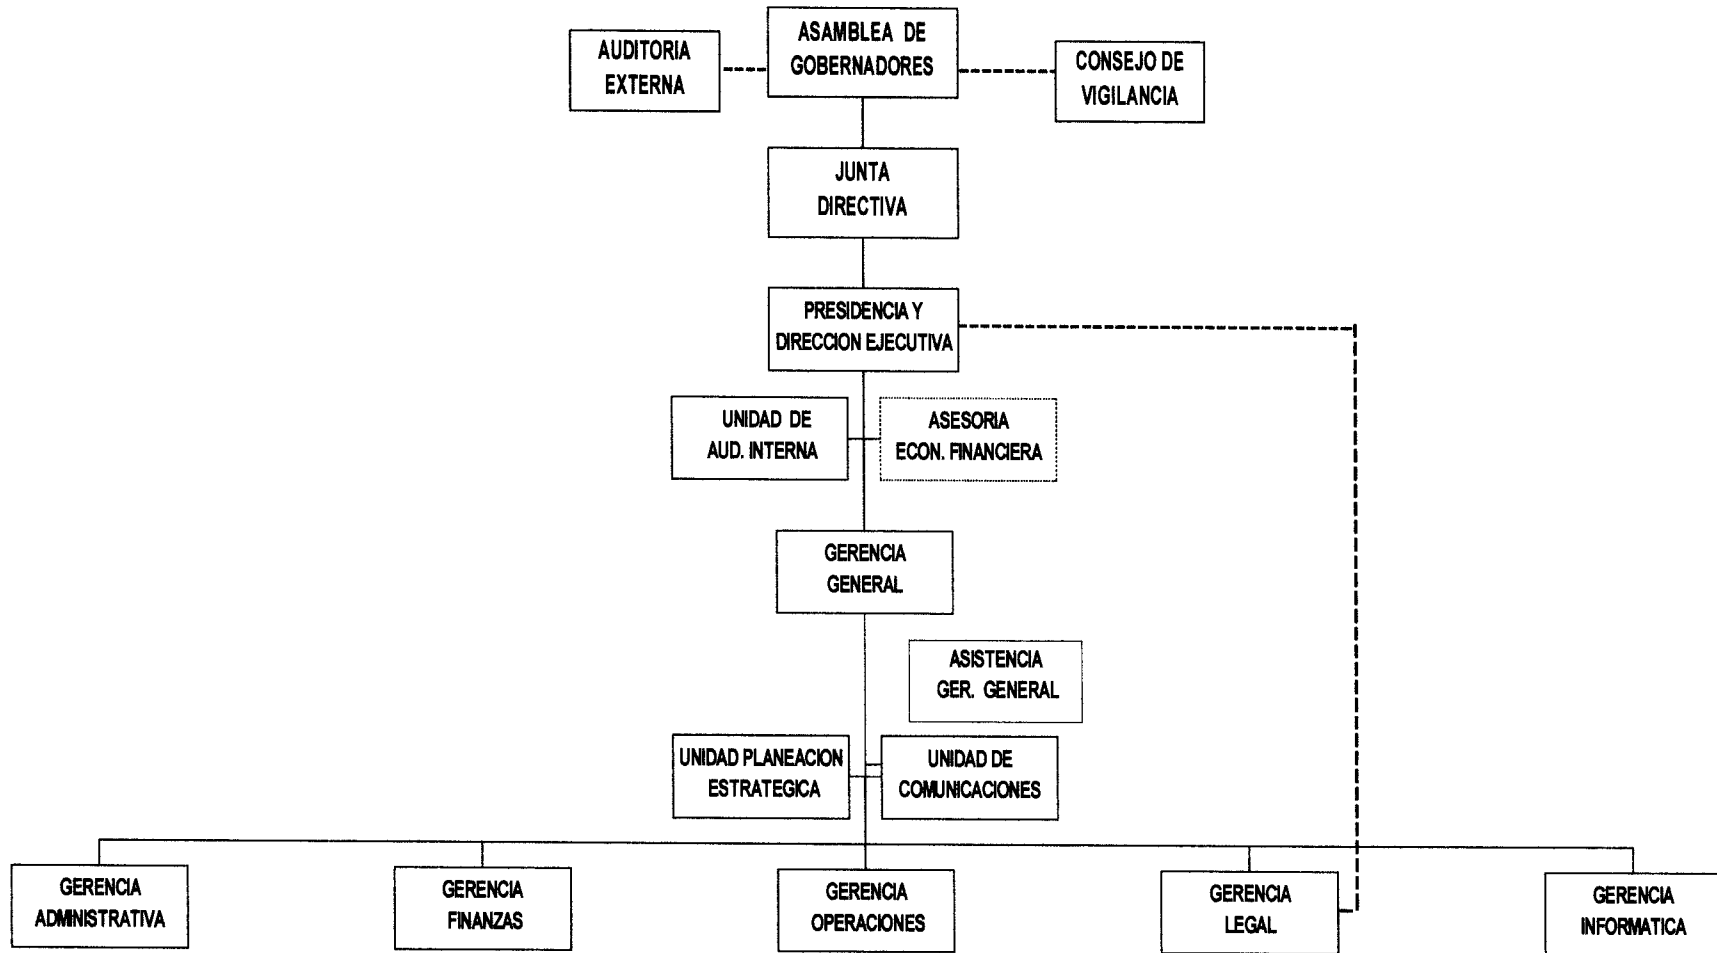 AUDITORIA
EXTERNA
ASAMBLEA DE
GOBERNADORES
CONSEJO DE
VIGILANCIA
JUNTA
DIRECTIVA
PRESIDENCIA Y
DIRECCION EJECUTIVA
UNIDAD DE
AUD. INTERNA
ASESORIA
ECON. FINANCIERA
GERENCIA
GENERAL
ASISTENCIA
GER. GENERAL
UNIDAD PLANEACION
ESTRATEGICA
UNIDAD DE
COMUNICACIONES
GERENCIA
ADMINISTRATIVA
GERENCIA
FINANZAS
GERENCIA
OPERACIONES
GERENCIA
LEGAL
GERENCIA
INFORMATICA